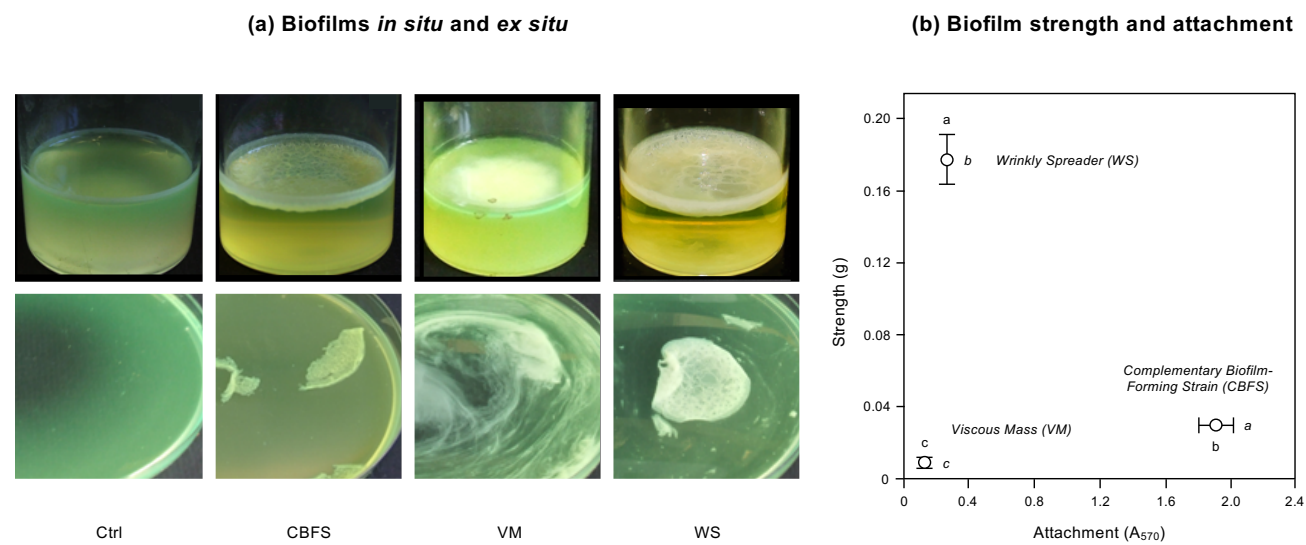 (a) Biofilms in situ and ex situ
Ctrl
CBFS
VM
WS
(b) Biofilm strength and attachment
Strength (g)
0.20
0.16
0.12
0.08
0.04
0
a
b
Wrinkly Spreader (WS)
Complementary Biofilm-
Forming Strain (CBFS)
a
b
Viscous Mass (VM)
c
c
0
0.4
0.8
1.2
1.6
2.0
2.4
Attachment (A570)